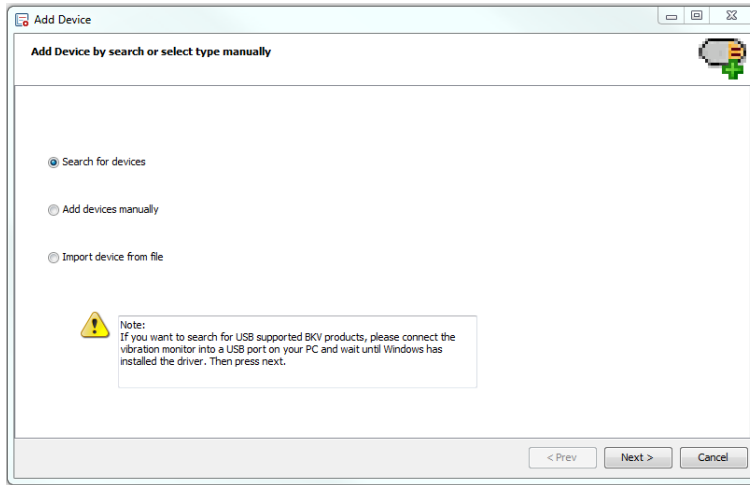 Add Device
Add Device by search or select type manually
Search for devices
Add devices manually
Import device from file
Note:
If you want to search for USB supported BKV products, please connect the
vibration monitor into a USB port on your PC and wait until Windows has
installed the driver. Then press next.
< Prev
Next >
Cancel